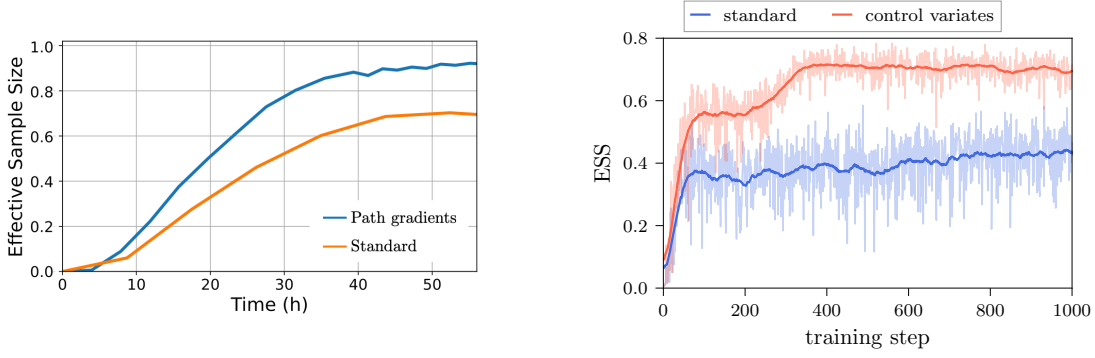 Effective Sample Size
1.0
0.8
0.6
0.4
0.2
0.0
0 10 20 30 40 50
Time (h)
Path gradients
Standard
standard control variates
ESS
0.8
0.6
0.4
0.2
0.0
0 200 400 600 800 1000
training step